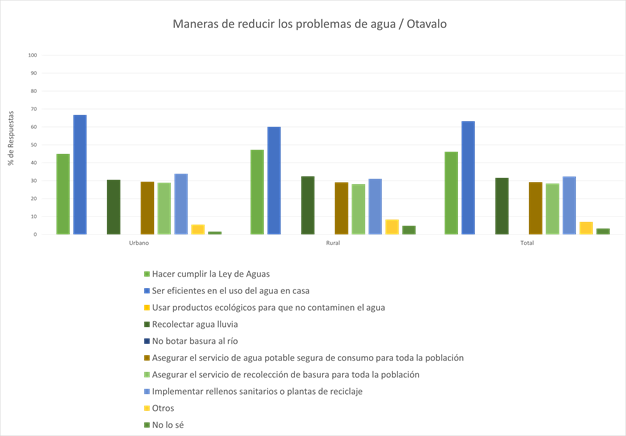 Maneras de reducir los problemas de agua / Otavalo
100
90
80
70
60
50
40
30
20
10
0
% de Respuestas
Urbano
Rural
Total
Hacer cumplir la Ley de Aguas
Ser eficientes en el uso del agua en casa
Usar productos ecológicos para que no contaminen el agua
Recolectar agua lluvia
No botar basura al río
Asegurar el servicio de agua potable segura de consumo para toda la población
Asegurar el servicio de recolección de basura para toda la población
Implementar rellenos sanitarios o plantas de reciclaje
Otros
No lo sé